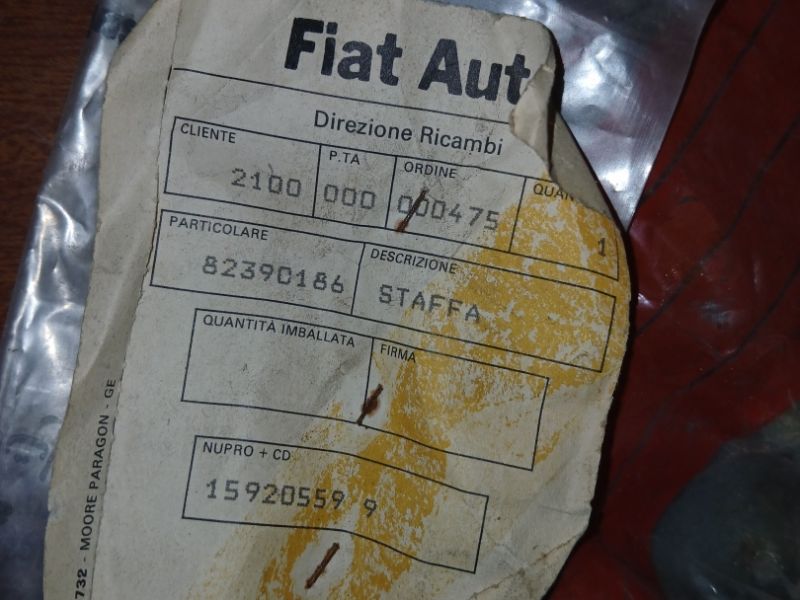 Fiat Aut
Direzione Ricambi
CLIENTE P.TA ORDINE QUAN
2100 000 000475 1
PARTICOLARE DESCRIZIONE
82390186 STAFFA
QUANTITÀ IMBALLATA FIRMA
NUPRO + CD
15920559 9
732 - MOORE PARAGON - GE